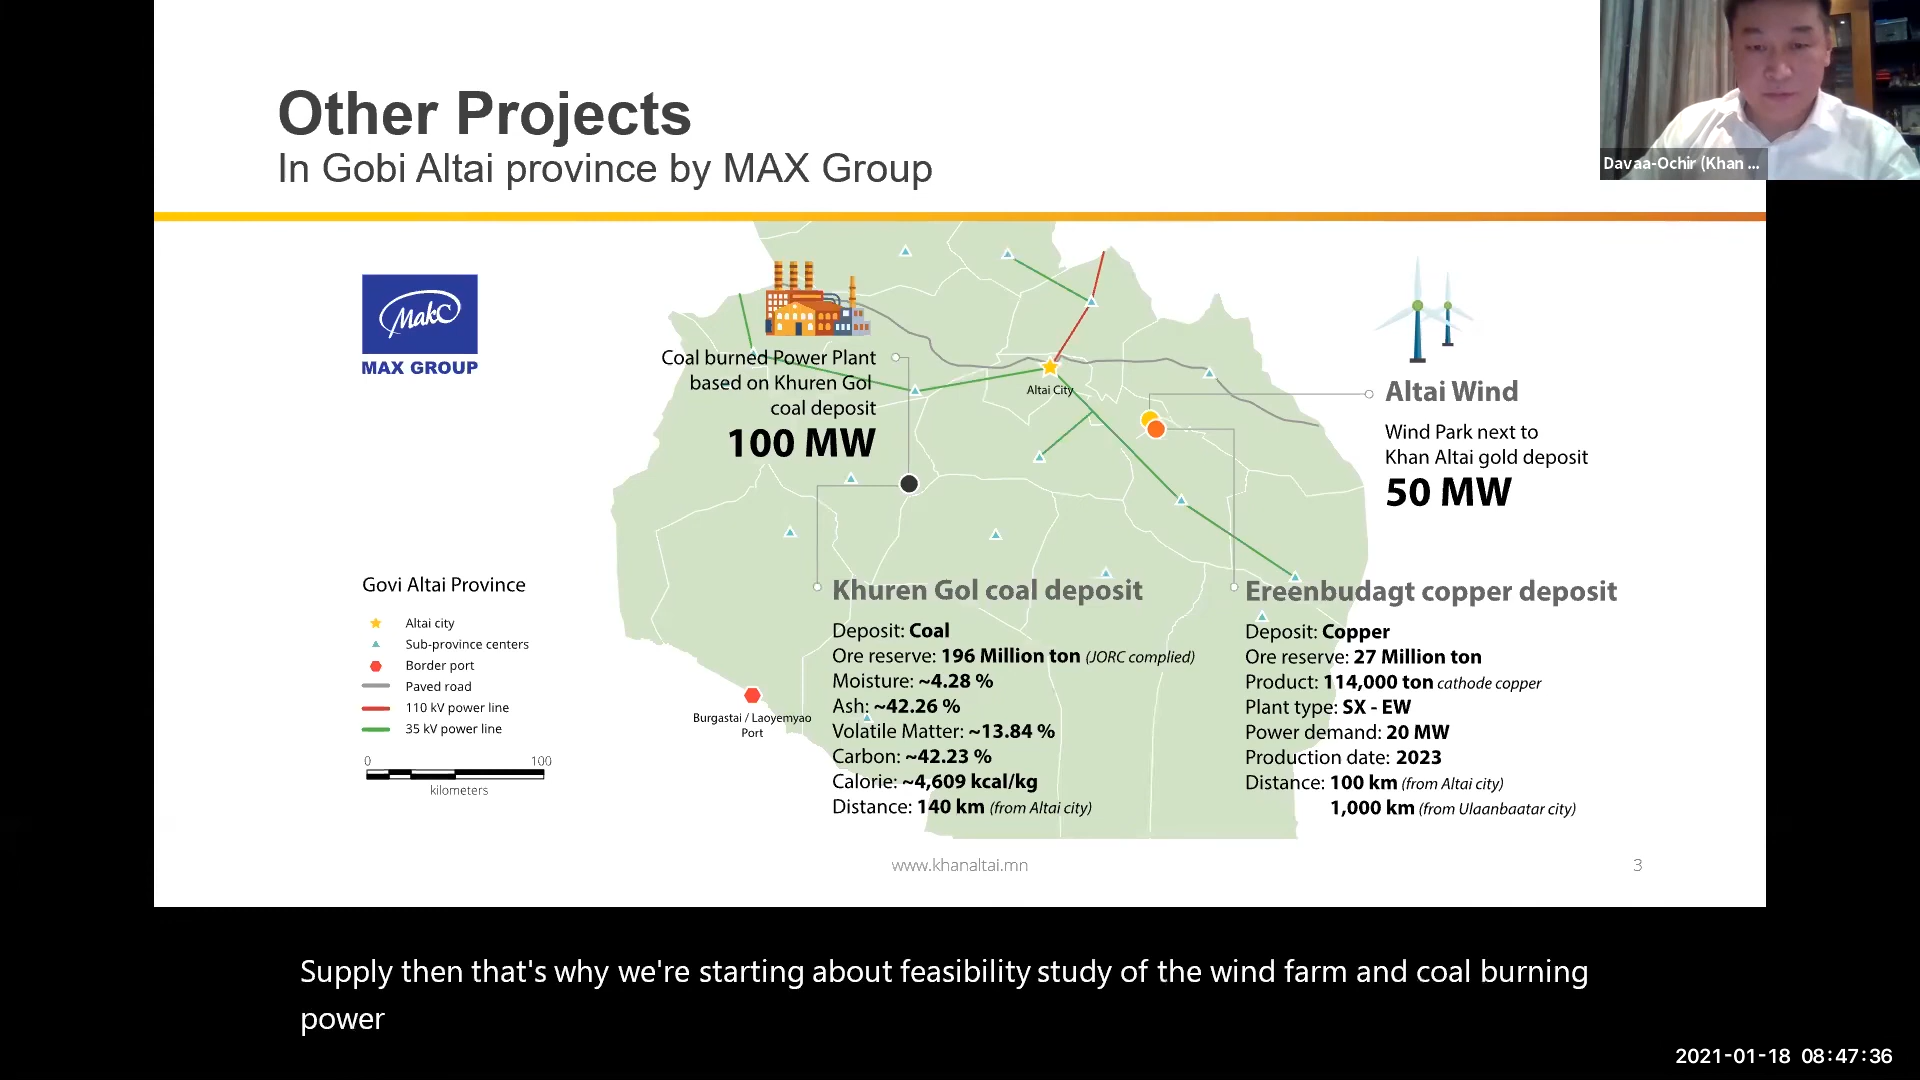 Other Projects
In Gobi Altai province by MAX Group
Davaa-Ochir (Khan ...
MakC
MAX GROUP
Coal burned Power Plant
based on Khuren Gol
coal deposit
100 MW
Altai City
Altai Wind
Wind Park next to
Khan Altai gold deposit
50 MW
Govi Altai Province
Altai city
Sub-province centers
Border port
Paved road
110 kV power line
35 kV power line
0 100
kilometers
Burgastai / Laoyemyao
Port
Khuren Gol coal deposit
Deposit: Coal
Ore reserve: 196 Million ton (JORC complied)
Moisture: ~4.28 %
Ash: ~42.26 %
Volatile Matter: ~13.84 %
Carbon: ~42.23 %
Calorie: ~4,609 kcal/kg
Distance: 140 km (from Altai city)
Ereenbudagt copper deposit
Deposit: Copper
Ore reserve: 27 Million ton
Product: 114,000 ton cathode copper
Plant type: SX - EW
Power demand: 20 MW
Production date: 2023
Distance: 100 km (from Altai city)
1,000 km (from Ulaanbaatar city)
www.khanaltai.mn
3
Supply then that's why we're starting about feasibility study of the wind farm and coal burning
power
2021-01-18 08:47:36